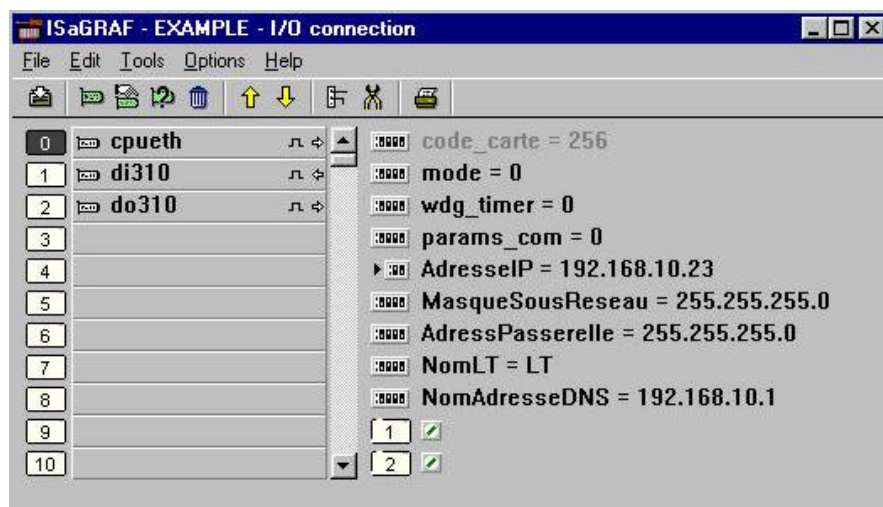 ISaGRAF - EXAMPLE - I/O connection
File Edit Tools Options Help
0 cpueth
1 di310
2 do310
3
4
5
6
7
8
9
10
code_carte = 256
mode = 0
wdg_timer = 0
params_com = 0
AdresseIP = 192.168.10.23
MasqueSousReseau = 255.255.255.0
AdressPasserelle = 255.255.255.0
NomLT = LT
NomAdresseDNS = 192.168.10.1
1
2